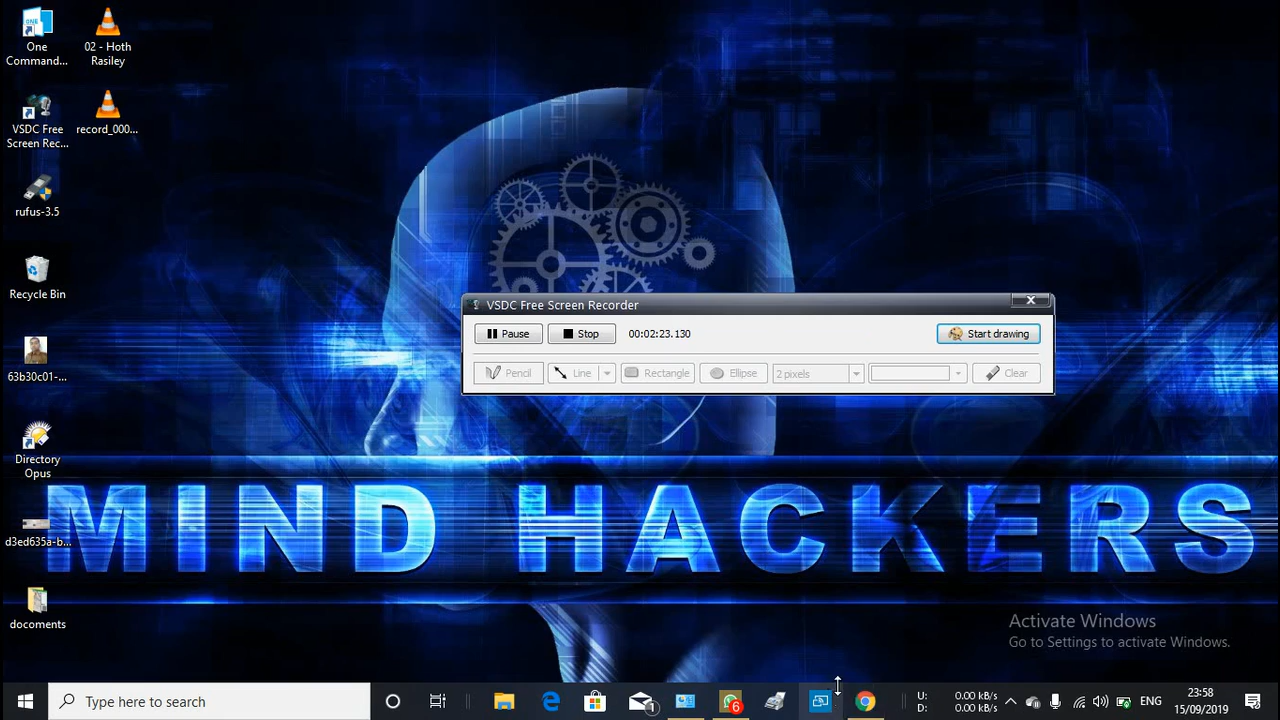 One
Command...
02 - Hoth
Rasiley
VSDC Free
Screen Rec...
record_000...
rufus-3.5
Recycle Bin
63b30c01-...
Directory
Opus
d3ed635a-b...
documents
VSDC Free Screen Recorder
Pause
Stop
00:02:23.130
Start drawing
Pencil
Line
Rectangle
Ellipse
2 pixels
Clear
MIND HACKERS
Activate Windows
Go to Settings to activate Windows.
Type here to search
1
6
U: 0.00 kB/s
D: 0.00 kB/s
ENG
23:58
15/09/2019